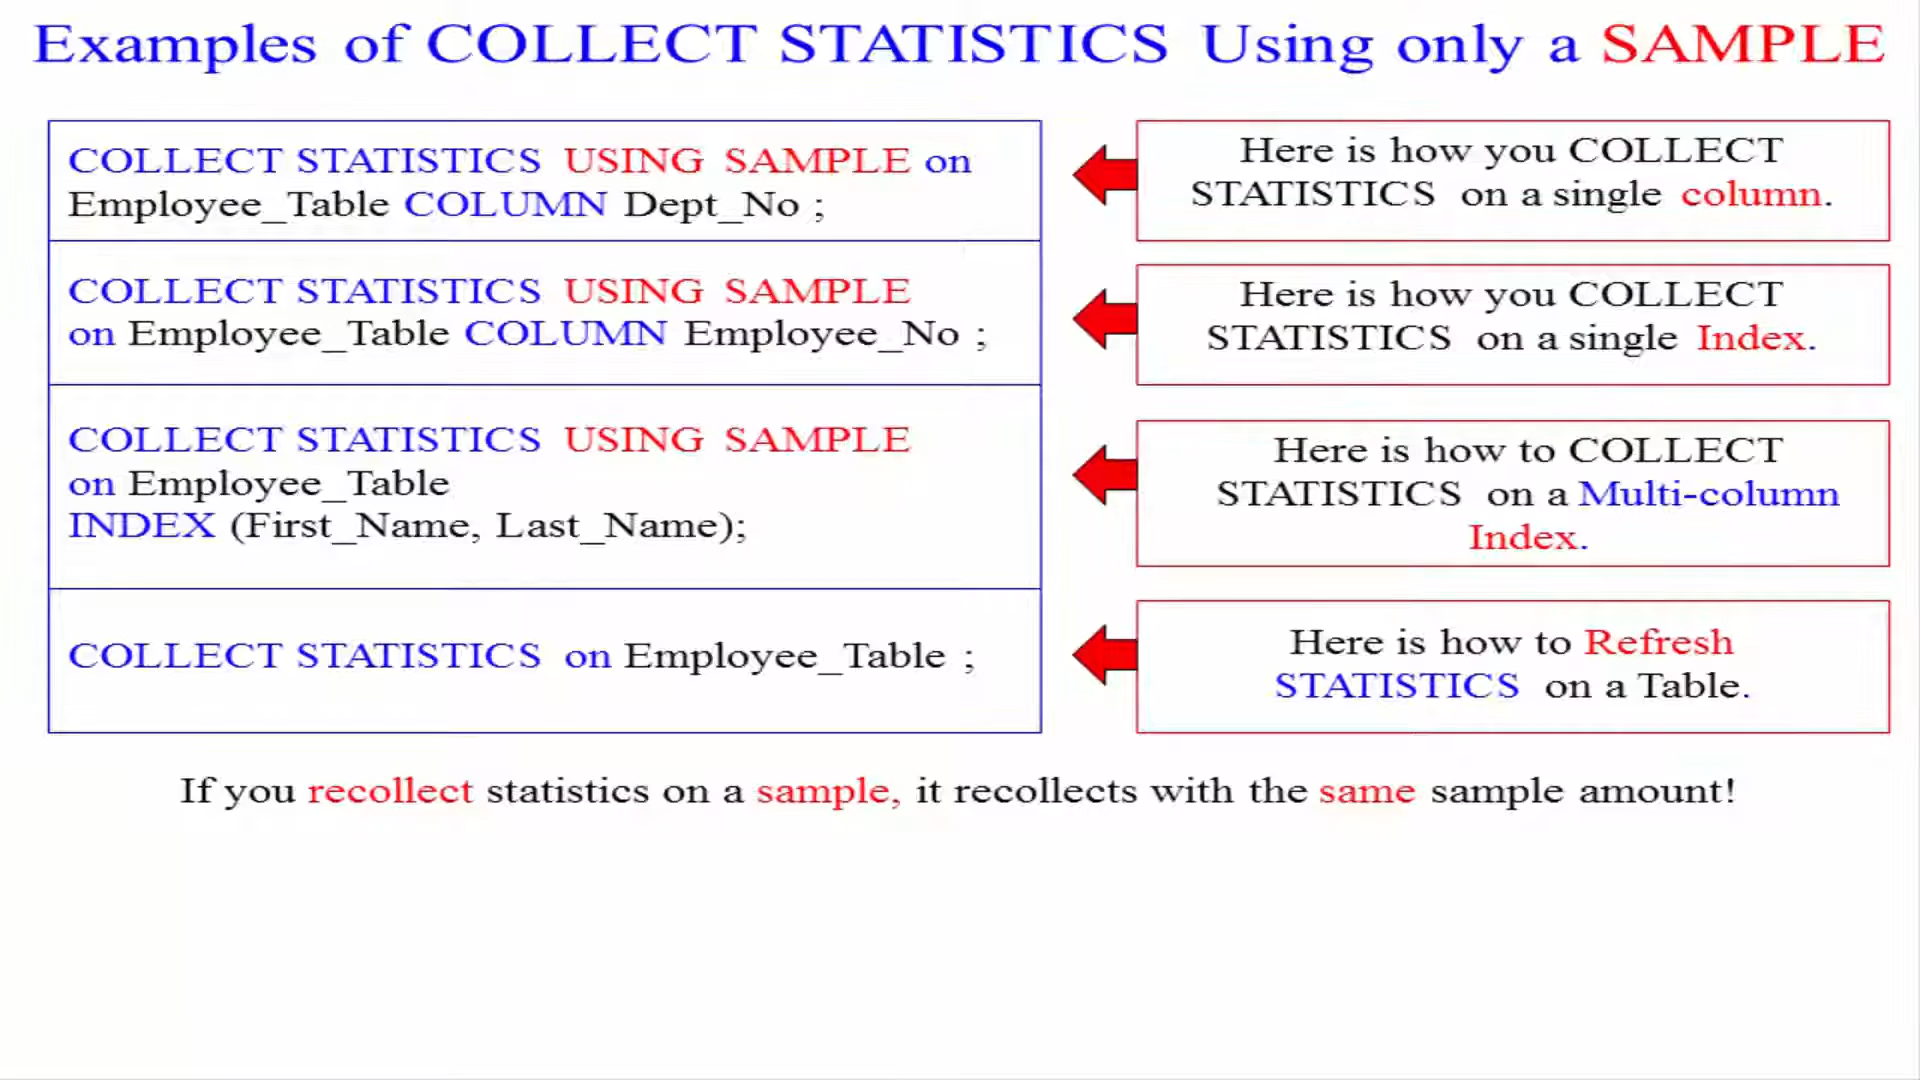 Examples of COLLECT STATISTICS Using only a SAMPLE
COLLECT STATISTICS USING SAMPLE on
Employee_Table COLUMN Dept_No ;
Here is how you COLLECT
STATISTICS on a single column.
COLLECT STATISTICS USING SAMPLE
on Employee_Table COLUMN Employee_No ;
Here is how you COLLECT
STATISTICS on a single Index.
COLLECT STATISTICS USING SAMPLE
on Employee_Table
INDEX (First_Name, Last_Name);
Here is how to COLLECT
STATISTICS on a Multi-column
Index.
COLLECT STATISTICS on Employee_Table ;
Here is how to Refresh
STATISTICS on a Table.
If you recollect statistics on a sample, it recollects with the same sample amount!